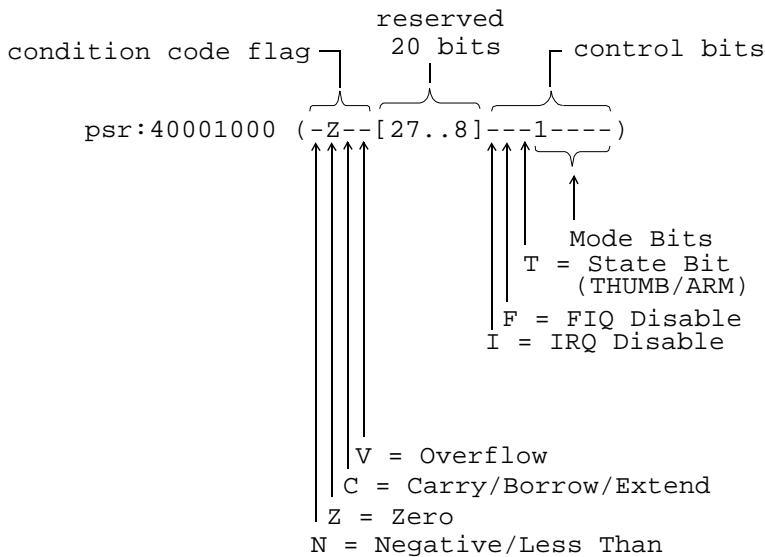 reserved
20 bits
condition code flag
control bits
psr:40001000 (-Z--[27..8]---1----)
Mode Bits
T = State Bit
(THUMB/ARM)
F = FIQ Disable
I = IRQ Disable
V = Overflow
C = Carry/Borrow/Extend
Z = Zero
N = Negative/Less Than